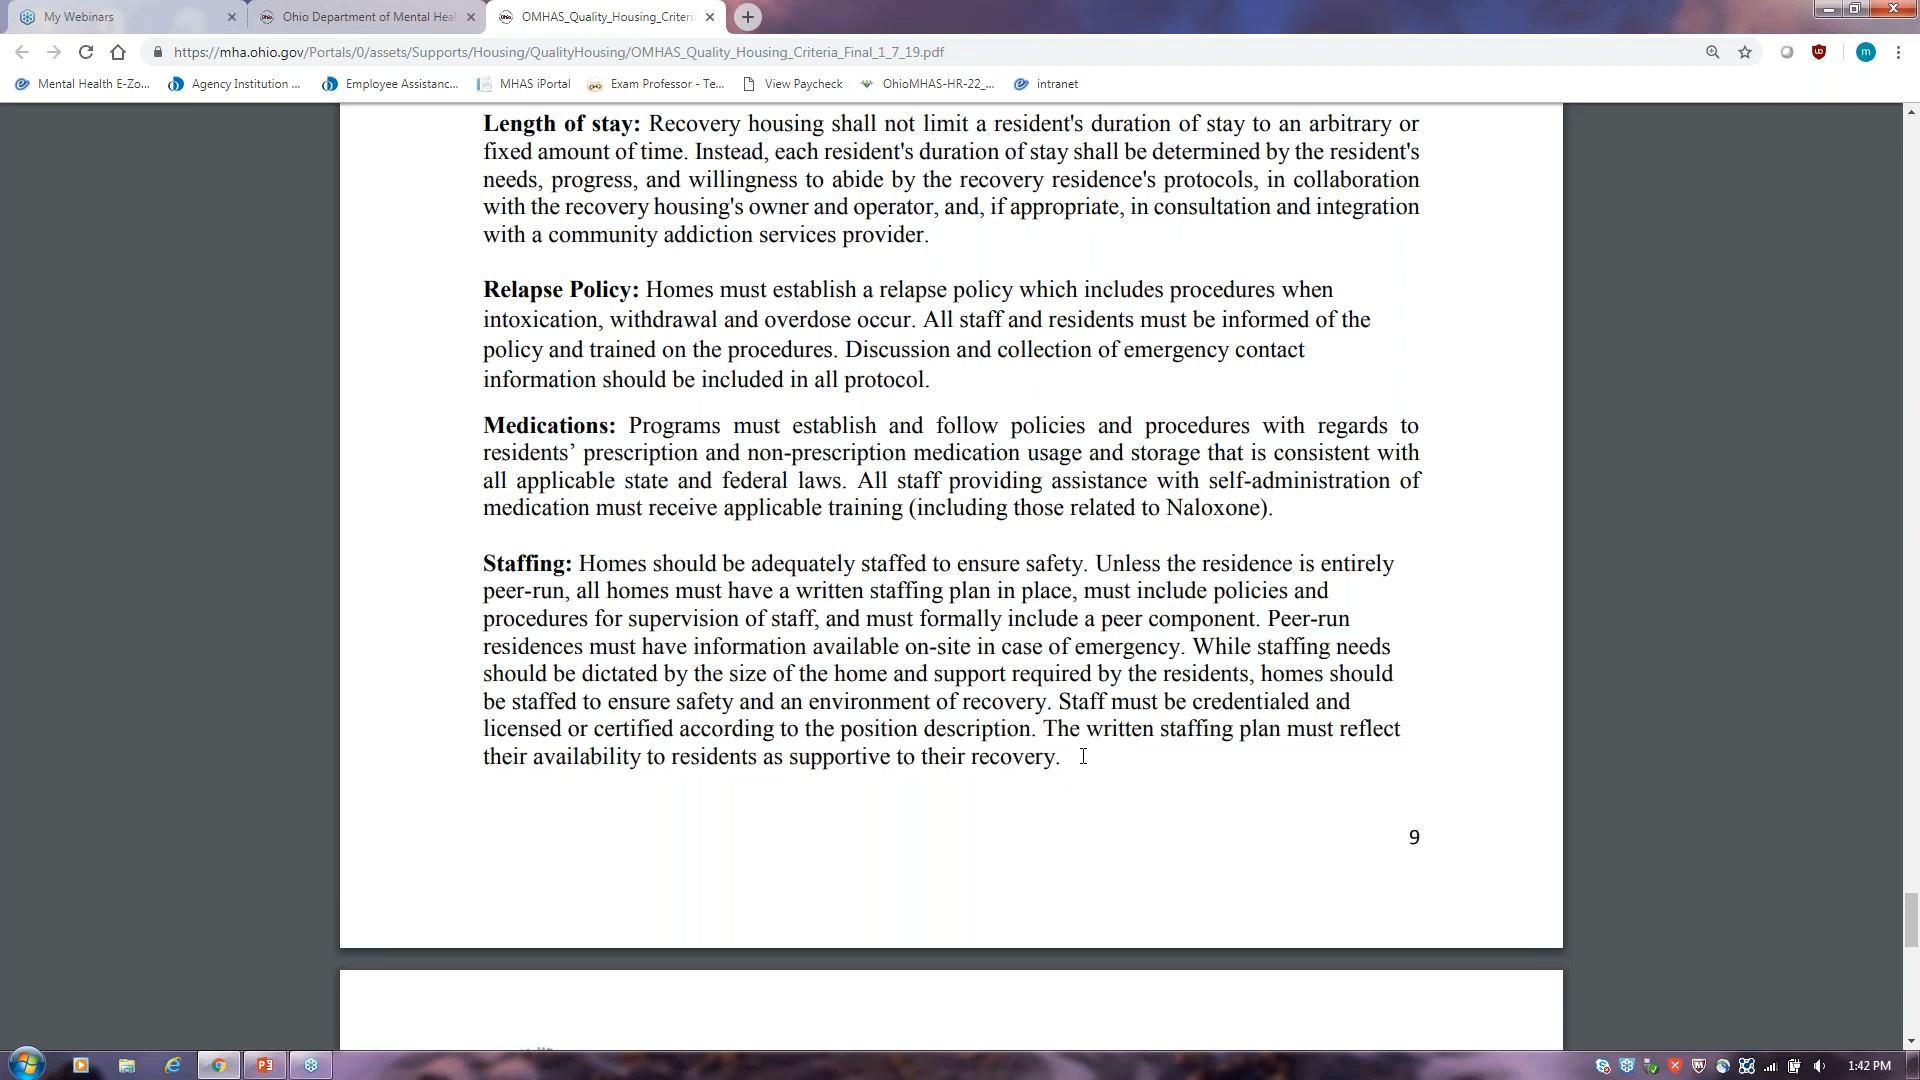 My Webinars
Ohio Department of Mental Heal
OMHAS_Quality_Housing_Criteria
https://mha.ohio.gov/Portals/0/assets/Supports/Housing/QualityHousing/OMHAS_Quality_Housing_Criteria_Final_1_7_19.pdf
m
Mental Health E-Zo...
Agency Institution ...
Employee Assistanc...
MHAS iPortal
Exam Professor - Te...
View Paycheck
OhioMHAS-HR-22_...
intranet
Length of stay: Recovery housing shall not limit a resident's duration of stay to an arbitrary or
fixed amount of time. Instead, each resident's duration of stay shall be determined by the resident's
needs, progress, and willingness to abide by the recovery residence's protocols, in collaboration
with the recovery housing's owner and operator, and, if appropriate, in consultation and integration
with a community addiction services provider.
Relapse Policy: Homes must establish a relapse policy which includes procedures when
intoxication, withdrawal and overdose occur. All staff and residents must be informed of the
policy and trained on the procedures. Discussion and collection of emergency contact
information should be included in all protocol.
Medications: Programs must establish and follow policies and procedures with regards to
residents’ prescription and non-prescription medication usage and storage that is consistent with
all applicable state and federal laws. All staff providing assistance with self-administration of
medication must receive applicable training (including those related to Naloxone).
Staffing: Homes should be adequately staffed to ensure safety. Unless the residence is entirely
peer-run, all homes must have a written staffing plan in place, must include policies and
procedures for supervision of staff, and must formally include a peer component. Peer-run
residences must have information available on-site in case of emergency. While staffing needs
should be dictated by the size of the home and support required by the residents, homes should
be staffed to ensure safety and an environment of recovery. Staff must be credentialed and
licensed or certified according to the position description. The written staffing plan must reflect
their availability to residents as supportive to their recovery.
9
1:42 PM